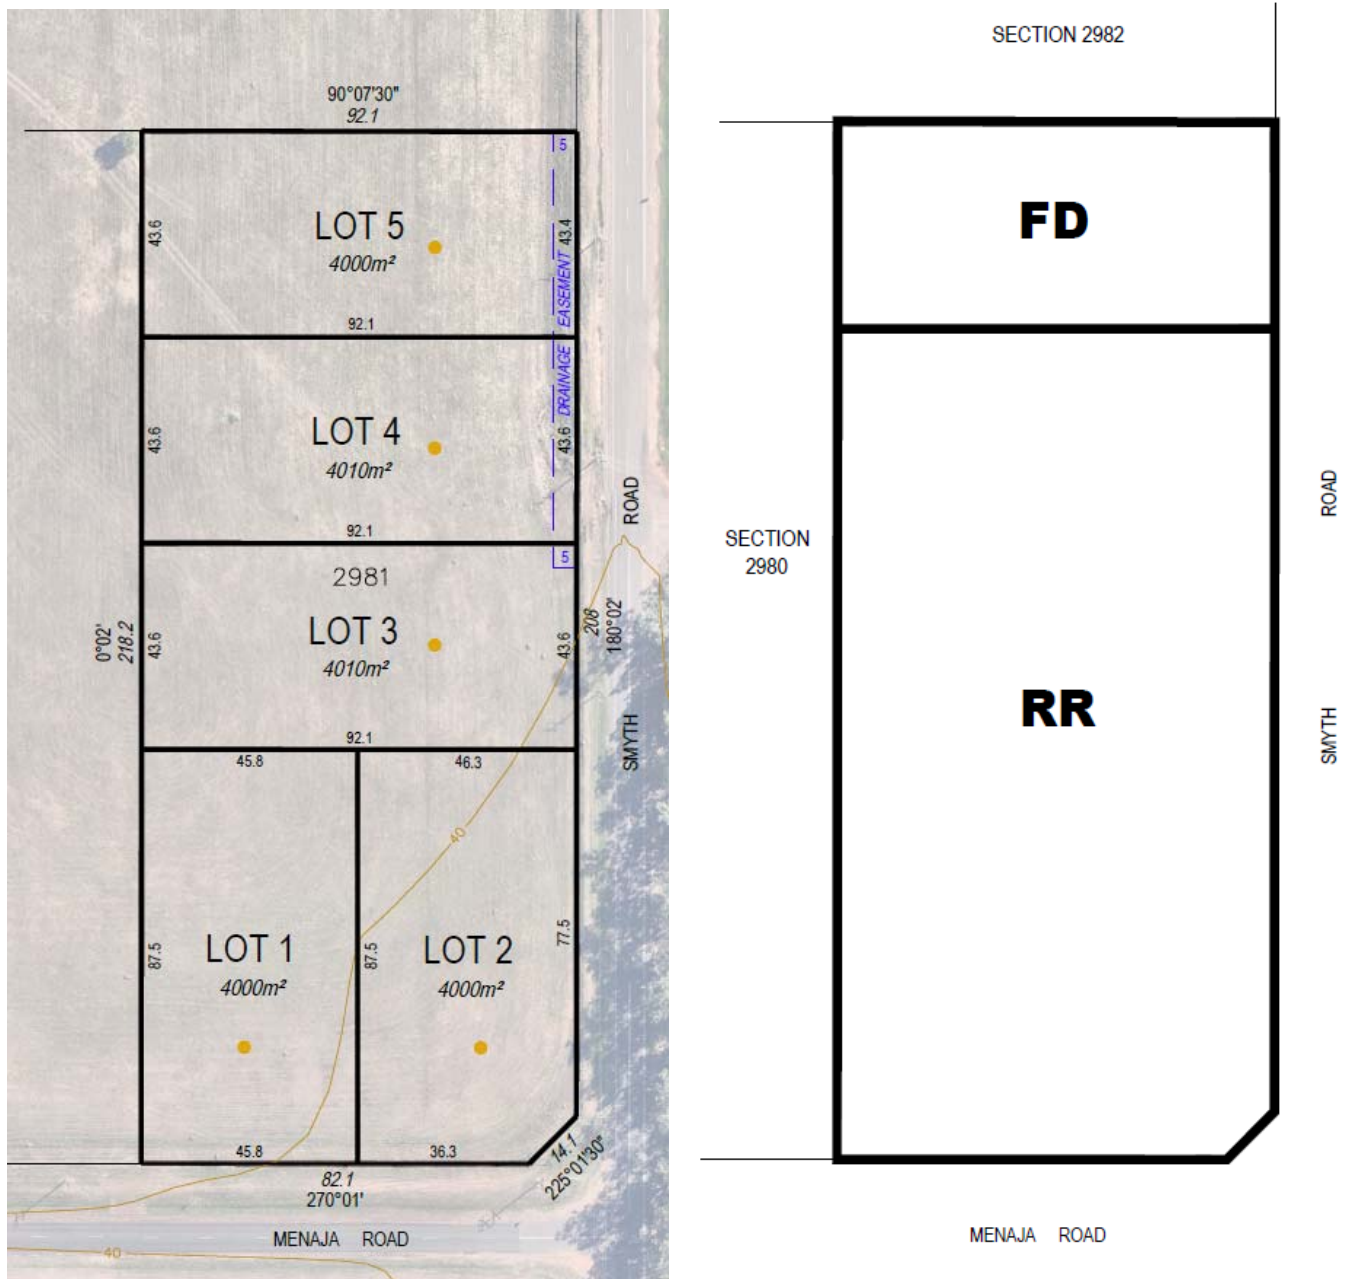 90°07'30"
92.1
5
LOT 5
4000m²
43.6
43.4
DRAINAGE EASEMENT
92.1
LOT 4
4010m²
43.6
43.6
92.1
ROAD
2981
5
LOT 3
4010m²
43.6
43.6
0°02'
218.2
208
180°02'
92.1
SMYTH
45.8
46.3
40
LOT 1
4000m²
87.5
87.5
LOT 2
4000m²
77.5
45.8
36.3
14.1
225°01'30"
82.1
270°01'
MENAJA ROAD
40
SECTION 2982
FD
ROAD
SECTION
2980
RR
SMYTH
MENAJA ROAD